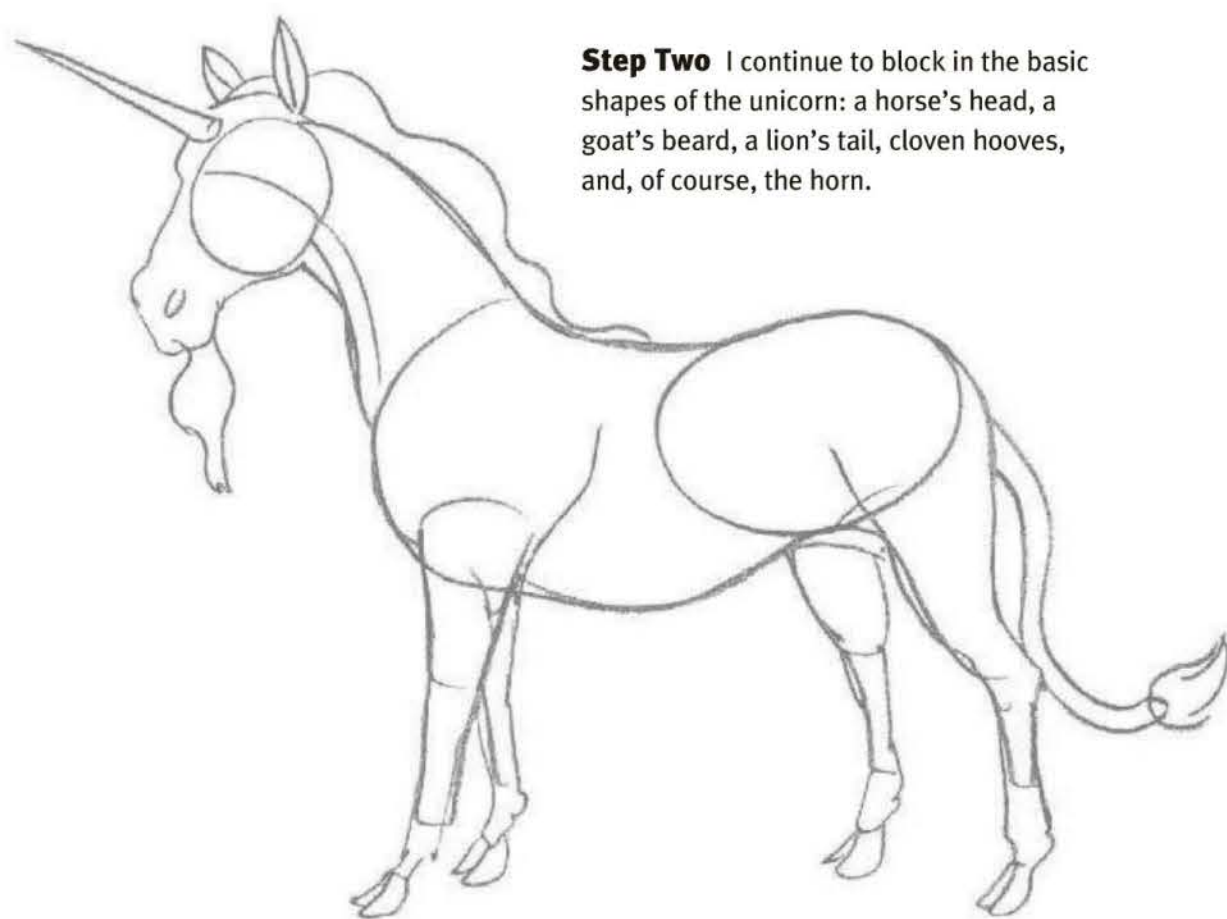 Step Two I continue to block in the basic
shapes of the unicorn: a horse’s head, a
goat’s beard, a lion’s tail, cloven hooves,
and, of course, the horn.